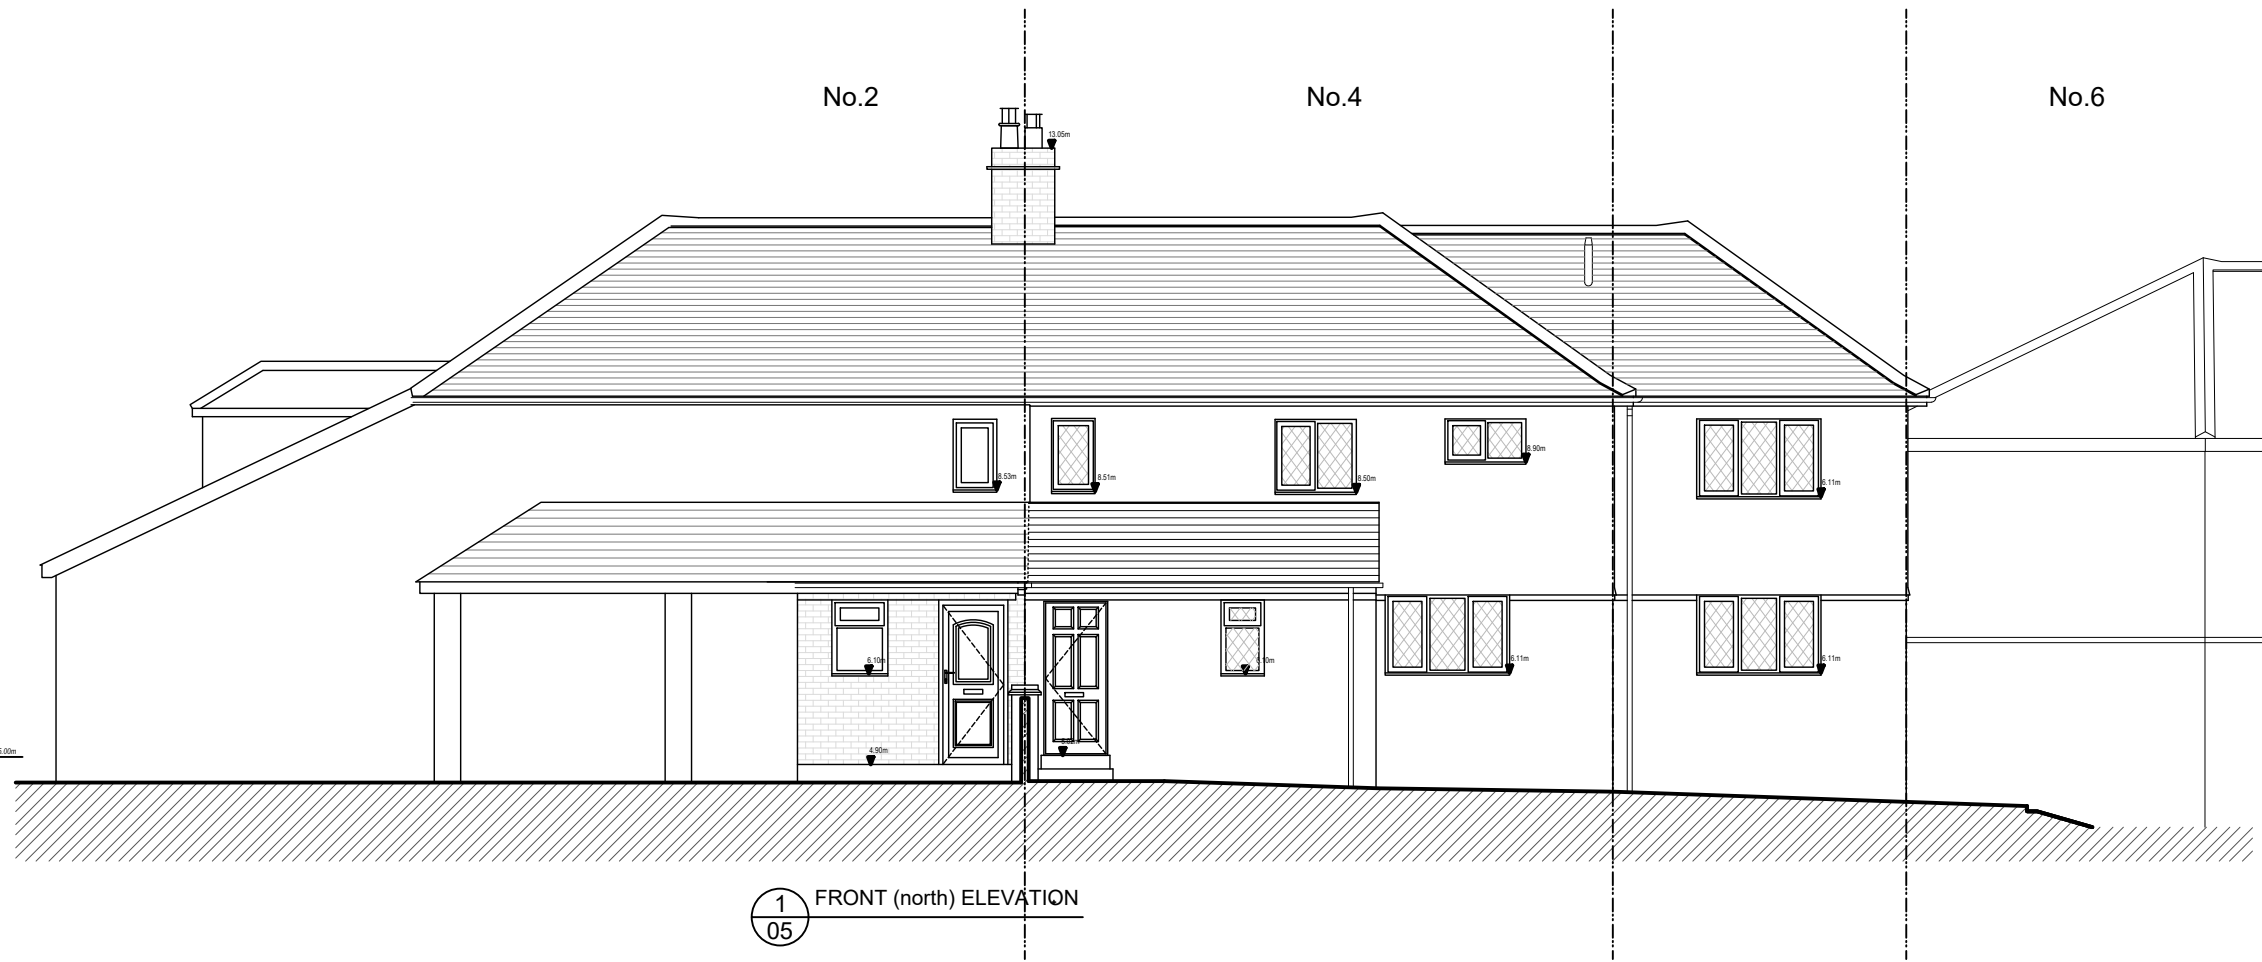 No.2
No.4
No.6
13.05m
8.53m
8.51m
8.50m
8.90m
6.11m
6.10m
6.11m
6.11m
4.90m
FRONT (north) ELEVATION
1
05